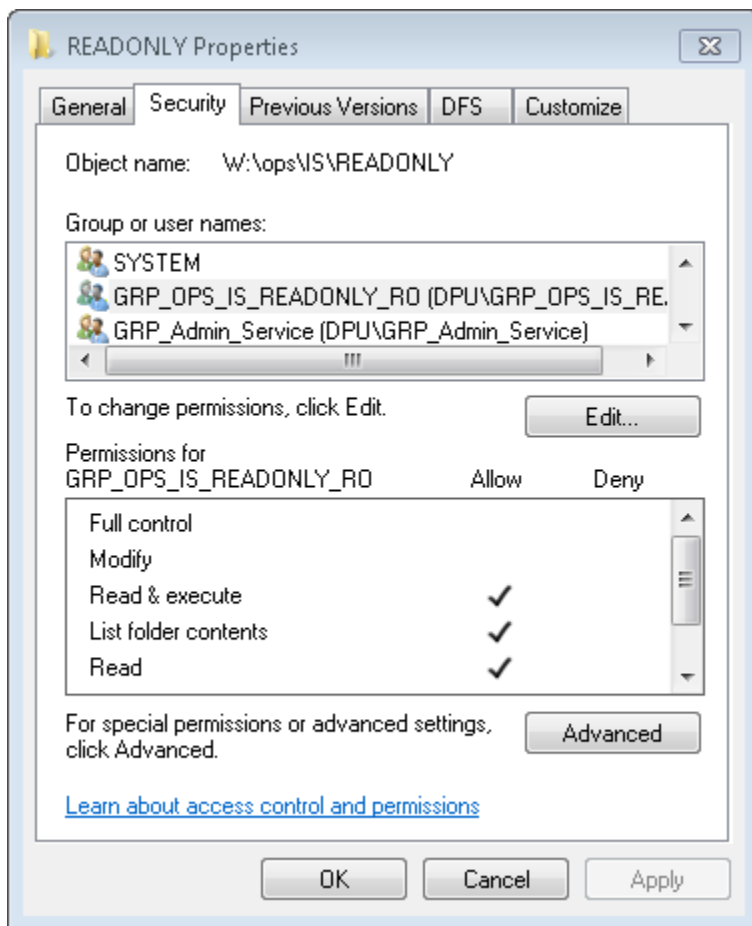 READONLY Properties
General Security Previous Versions DFS Customize
Object name: W:\ops\IS\READONLY
Group or user names:
SYSTEM
GRP_OPS_IS_READONLY_RO (DPU\GRP_OPS_IS_RE.
GRP_Admin_Service (DPU\GRP_Admin_Service)
To change permissions, click Edit.
Edit...
Permissions for
GRP_OPS_IS_READONLY_RO Allow Deny
Full control
Modify
Read & execute
List folder contents
Read
For special permissions or advanced settings,
click Advanced.
Advanced
Learn about access control and permissions
OK Cancel Apply